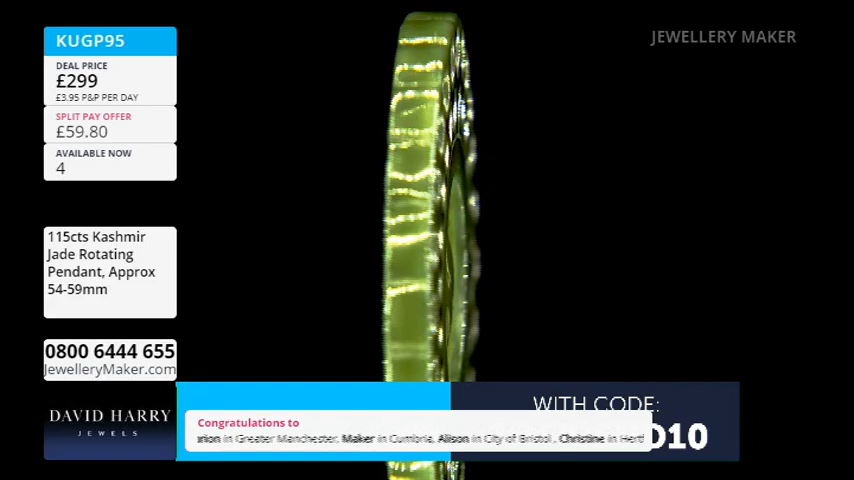 KUGP95
DEAL PRICE
£299
£3.95 P&P PER DAY
SPLIT PAY OFFER
£59.80
AVAILABLE NOW
4
115cts Kashmir
Jade Rotating
Pendant, Approx
54-59mm
0800 6444 655
JewelleryMaker.com
DAVID HARRY
JEWELS
JEWELLERY MAKER
WITH CODE:
D10
Congratulations to
in Greater Manchester, Maker in Cumbria, Alison in City of Bristol , Christine in